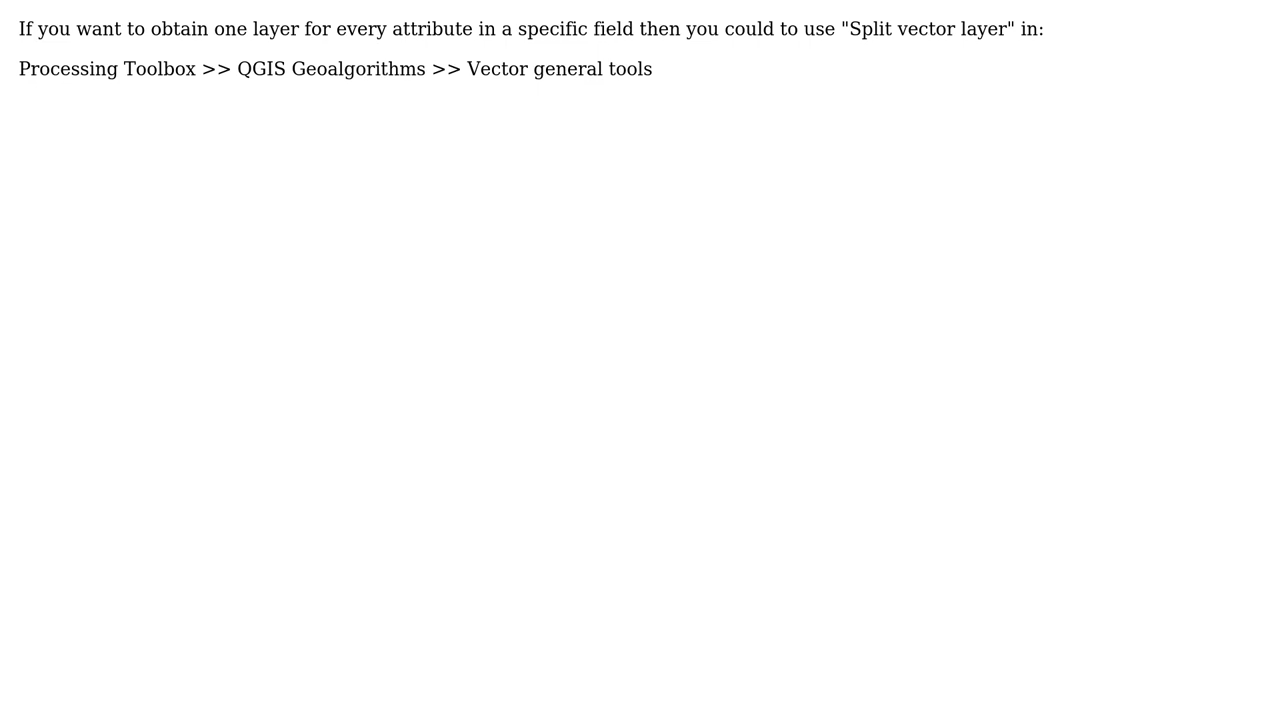 If you want to obtain one layer for every attribute in a specific field then you could to use "Split vector layer" in:
Processing Toolbox >> QGIS Geoalgorithms >> Vector general tools